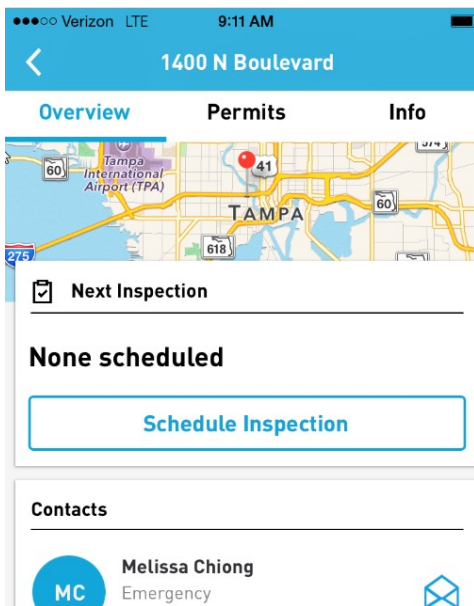 Verizon LTE 9:11 AM
1400 N Boulevard
Overview Permits Info
574
60
Tampa
International
Airport (TPA)
41
TAMPA
60
618
275
Next Inspection
None scheduled
Schedule Inspection
Contacts
Melissa Chiong
MC
Emergency